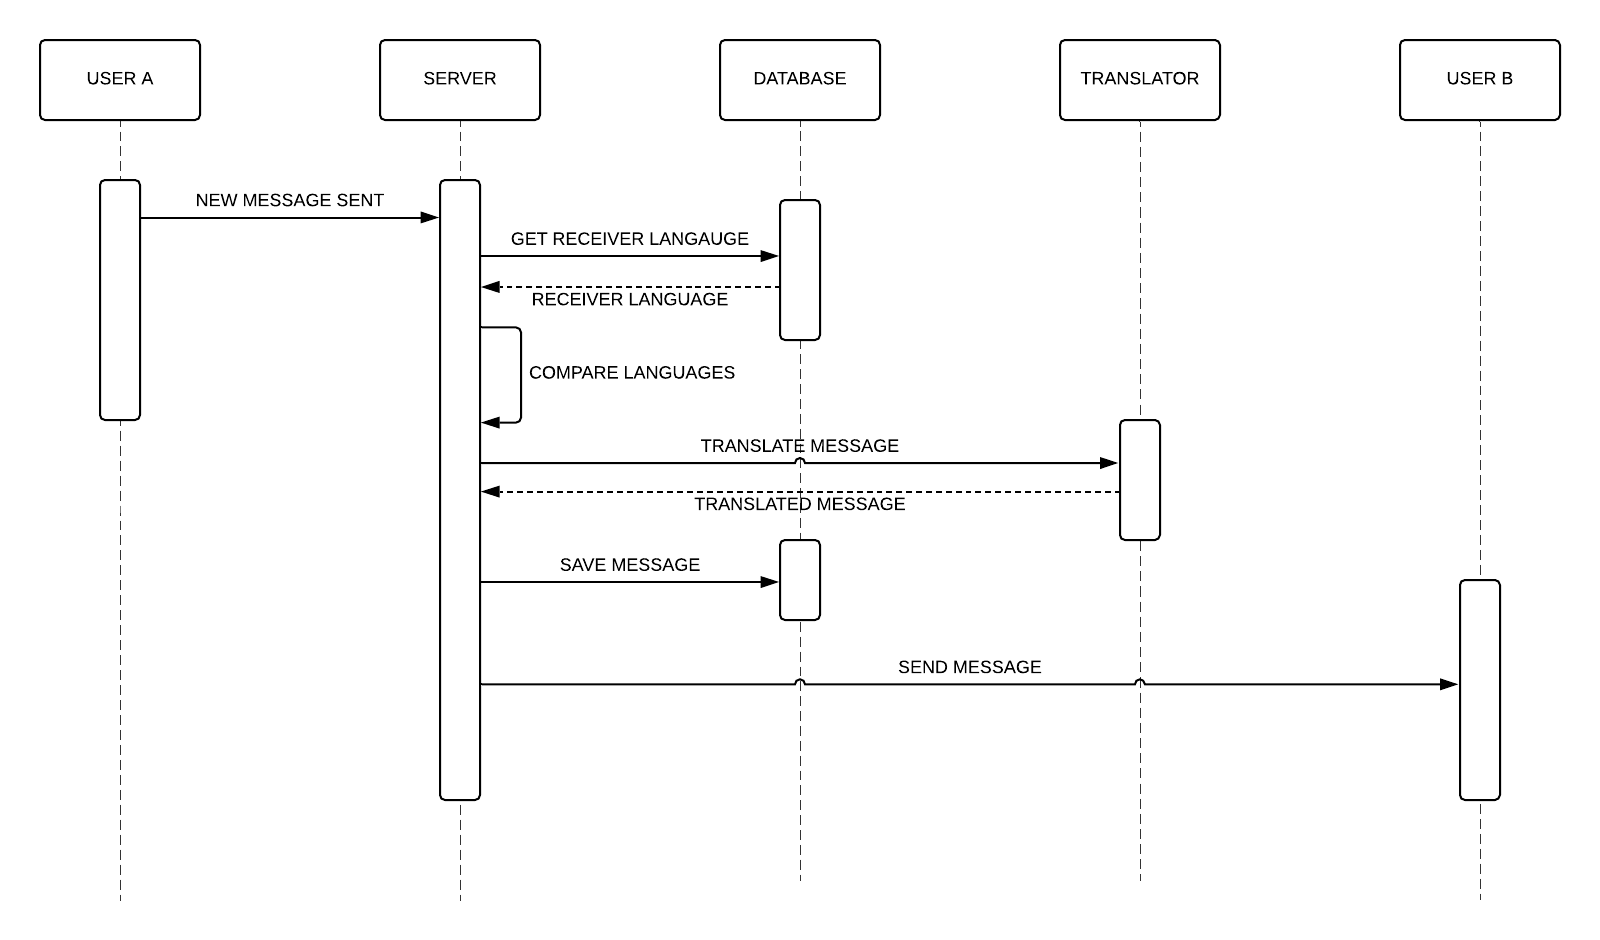 USER A
SERVER
DATABASE
TRANSLATOR
USER B
NEW MESSAGE SENT
GET RECEIVER LANGAUGE
RECEIVER LANGUAGE
COMPARE LANGUAGES
TRANSLATE MESSAGE
TRANSLATED MESSAGE
SAVE MESSAGE
SEND MESSAGE